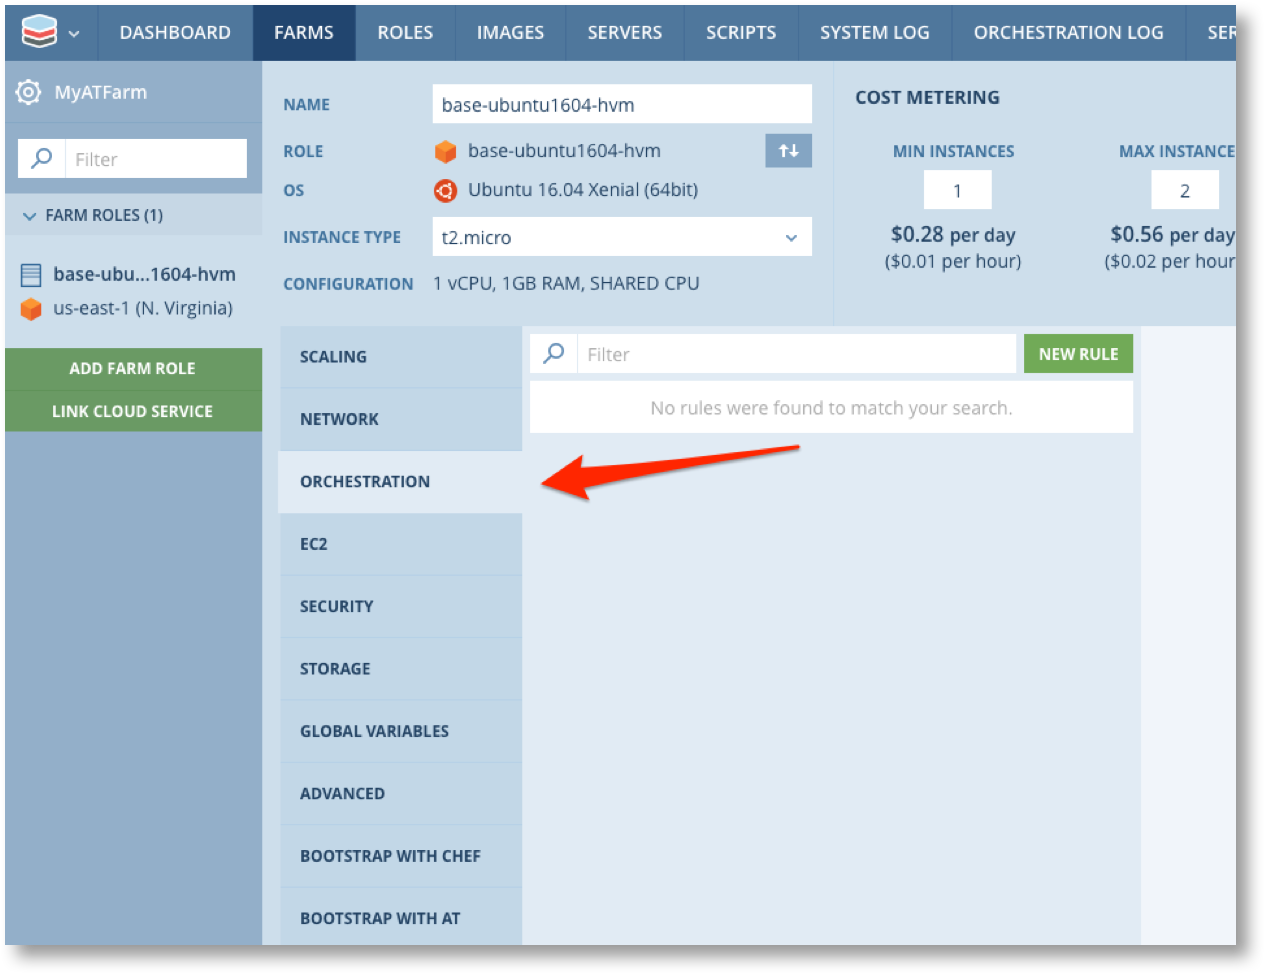 DASHBOARD FARMS ROLES IMAGES SERVERS SCRIPTS SYSTEM LOG ORCHESTRATION LOG
MyATFarm
Filter
FARM ROLES (1)
base-ubu...1604-hvm
us-east-1 (N. Virginia)
ADD FARM ROLE
LINK CLOUD SERVICE
NAME base-ubuntu1604-hvm
ROLE base-ubuntu1604-hvm
OS Ubuntu 16.04 Xenial (64bit)
INSTANCE TYPE t2.micro
CONFIGURATION 1 vCPU, 1GB RAM, SHARED CPU
COST METERING
MIN INSTANCES MAX INSTANCE
1 2
$0.28 per day $0.56 per day
($0.01 per hour) ($0.02 per hour
SCALING
NETWORK
ORCHESTRATION
EC2
SECURITY
STORAGE
GLOBAL VARIABLES
ADVANCED
BOOTSTRAP WITH CHEF
BOOTSTRAP WITH AT
Filter NEW RULE
No rules were found to match your search.